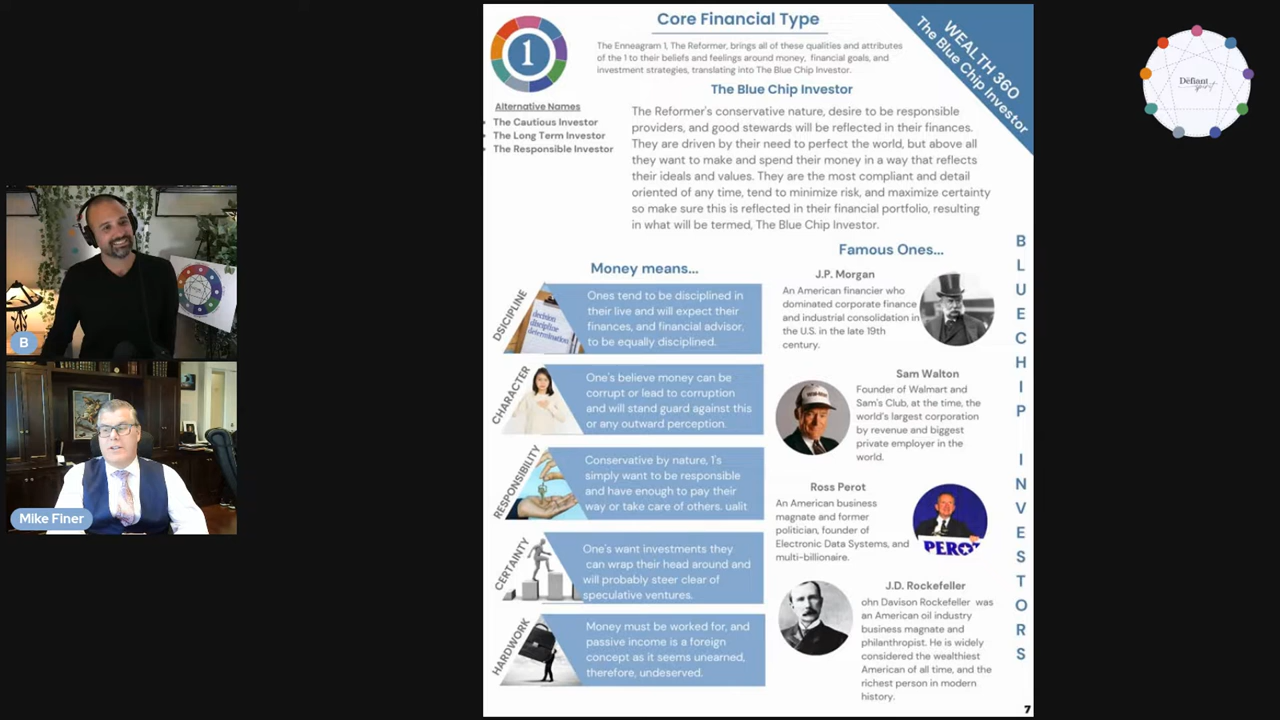 Core Financial Type
1
The Enneagram 1, The Reformer, brings all of these qualities and attributes
of the 1 to their beliefs and feelings around money, financial goals, and
investment strategies, translating into The Blue Chip Investor.
WEALTH 360
The Blue Chip Investor
Défiant
The Blue Chip Investor
Alternative Names
The Cautious Investor
The Long Term Investor
The Responsible Investor
The Reformer's conservative nature, desire to be responsible
providers, and good stewards will be reflected in their finances.
They are driven by their need to perfect the world, but above all
they want to make and spend their money in a way that reflects
their ideals and values. They are the most compliant and detail
oriented of any time, tend to minimize risk, and maximize certainty
so make sure this is reflected in their financial portfolio, resulting
in what will be termed, The Blue Chip Investor.
Money means...
DSICIPLINE
decision
discipline
determination
Ones tend to be disciplined in
their live and will expect their
finances, and financial advisor,
to be equally disciplined.
CHARACTER
One's believe money can be
corrupt or lead to corruption
and will stand guard against this
or any outward perception.
RESPONSIBILITY
Conservative by nature, 1's
simply want to be responsible
and have enough to pay their
way or take care of others. ualit
CERTAINTY
One's want investments they
can wrap their head around and
will probably steer clear of
speculative ventures.
HARDWORK
Money must be worked for, and
passive income is a foreign
concept as it seems unearned,
therefore, undeserved.
Famous Ones...
J.P. Morgan
An American financier who
dominated corporate finance
and industrial consolidation in
the U.S. in the late 19th
century.
Sam Walton
Founder of Walmart and
Sam's Club, at the time, the
world's largest corporation
by revenue and biggest
private employer in the
world.
Ross Perot
An American business
magnate and former
politician, founder of
Electronic Data Systems, and
multi-billionaire.
PEROT
J.D. Rockefeller
ohn Davison Rockefeller was
an American oil industry
business magnate and
philanthropist. He is widely
considered the wealthiest
American of all time, and the
richest person in modern
history.
BLUECHIP INVESTORS
7
B
Mike Finer